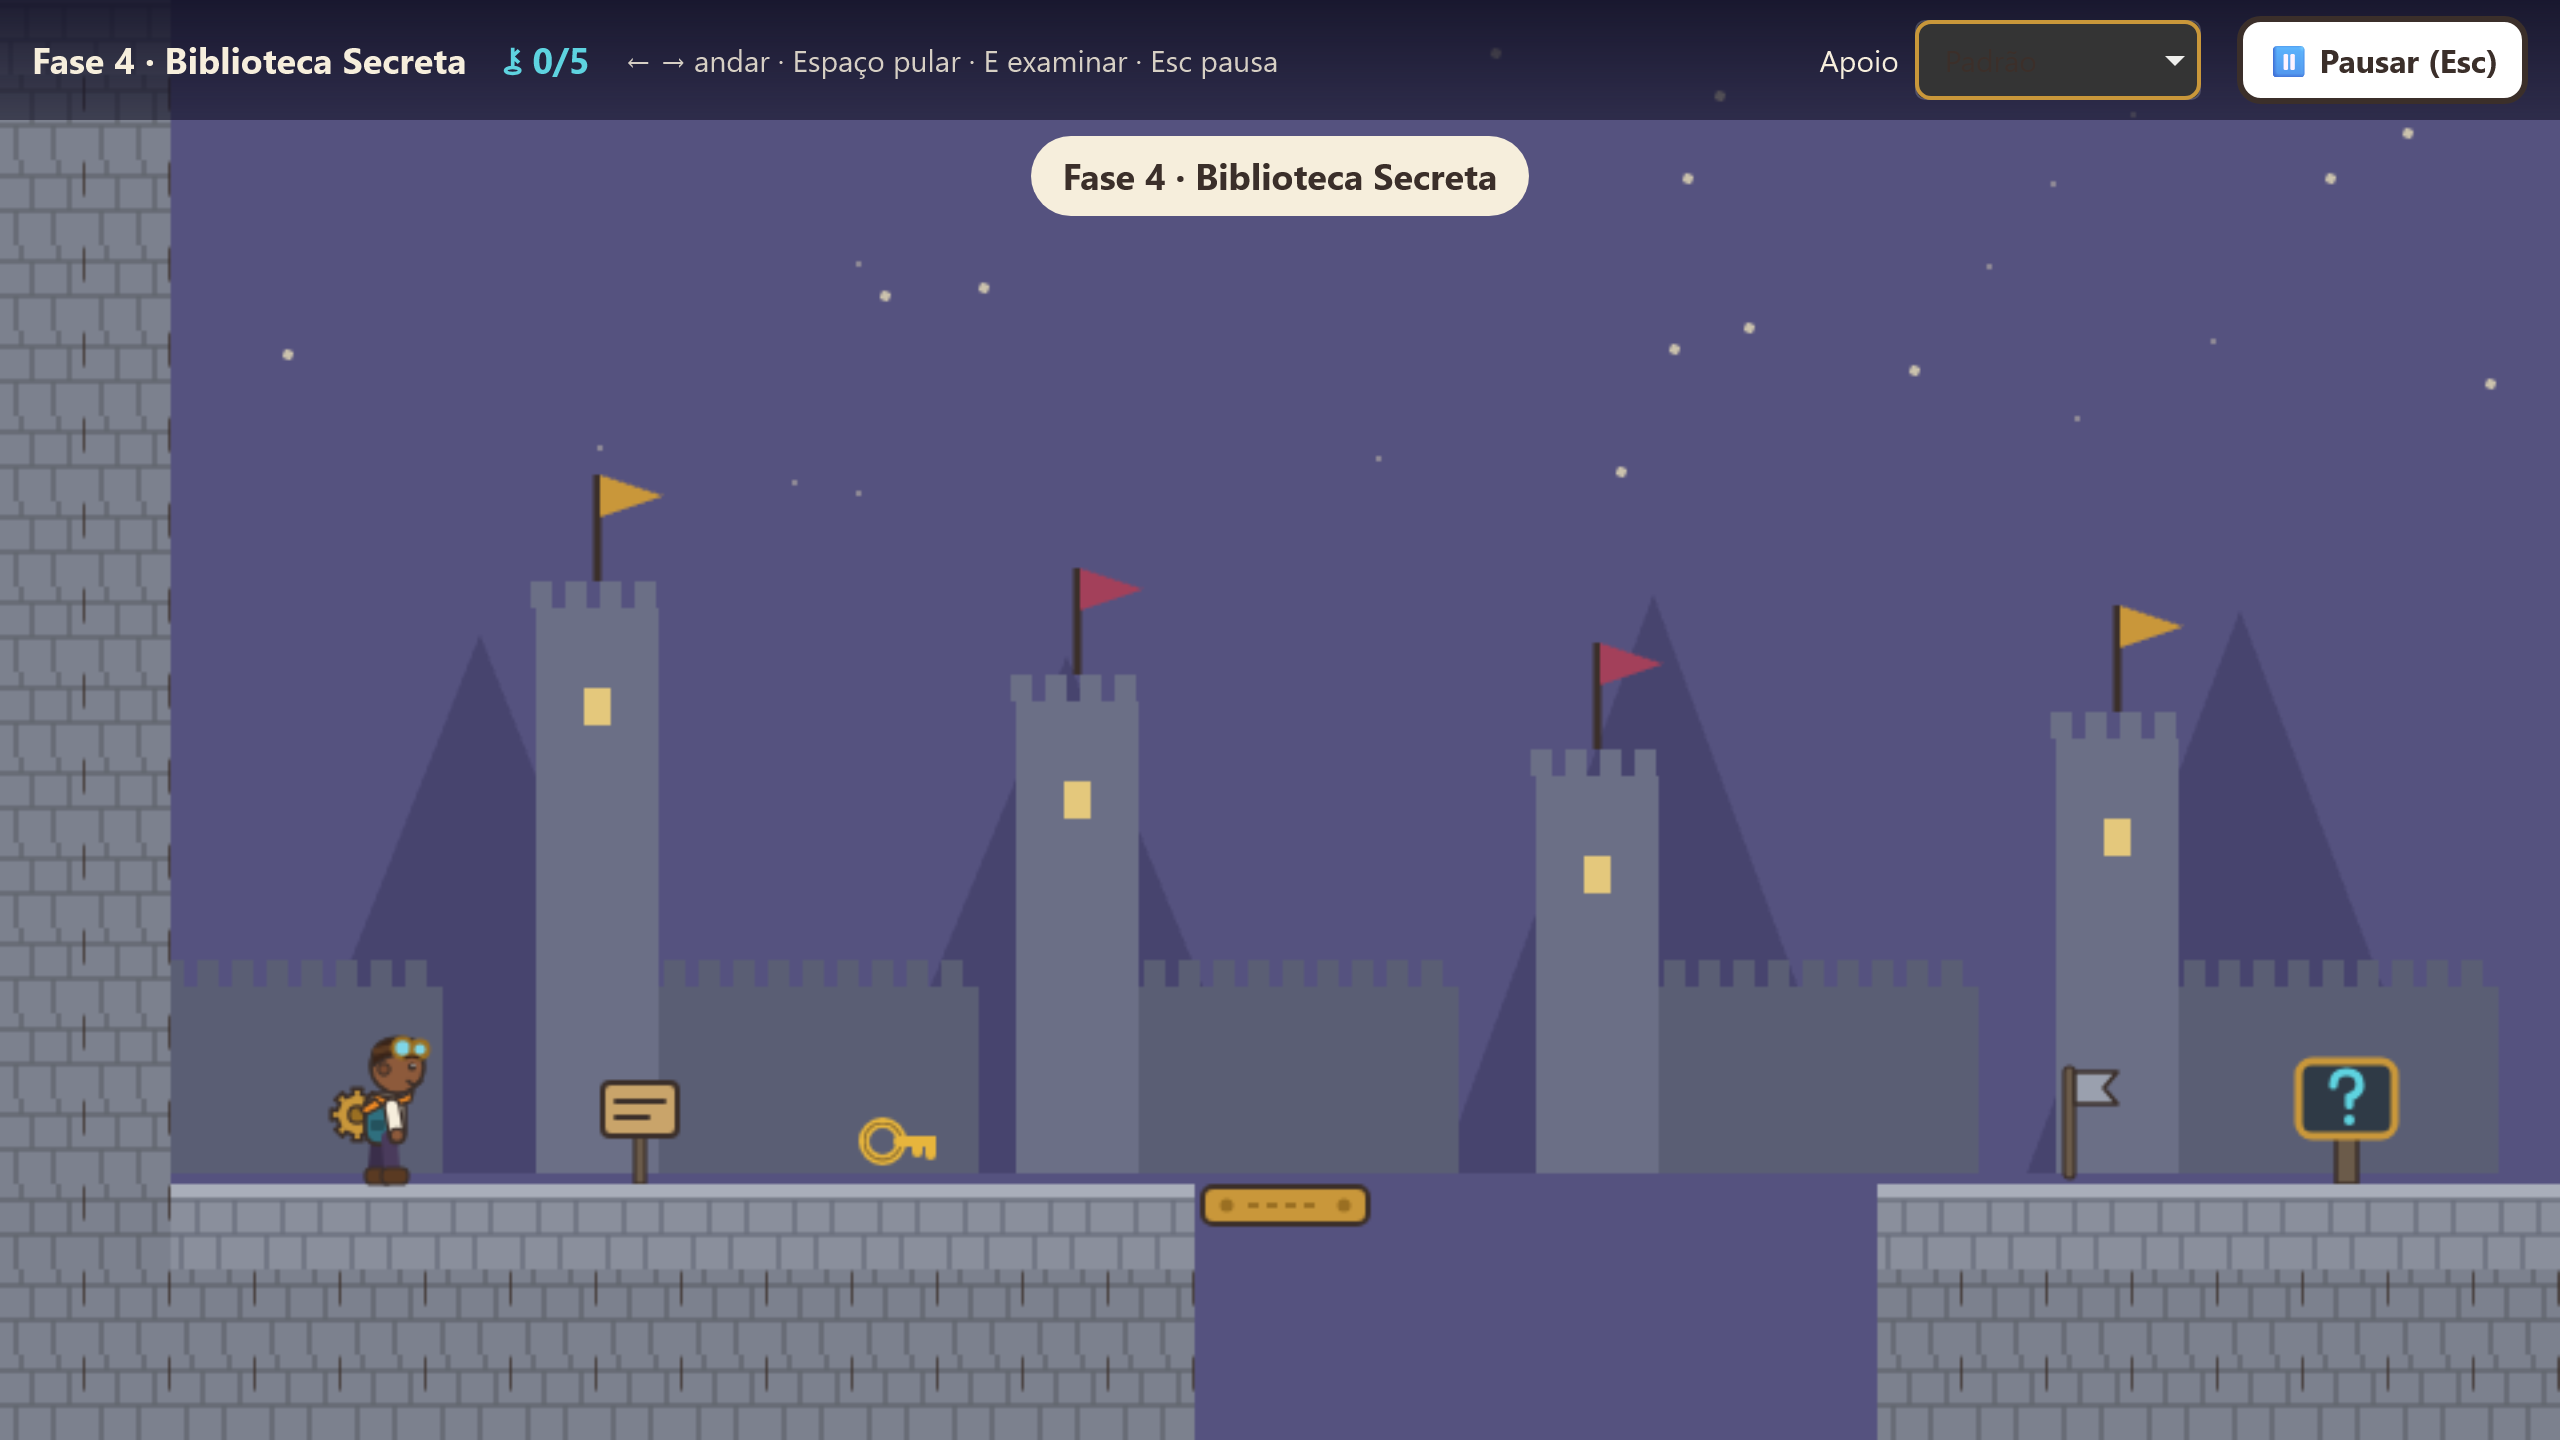 Fase 4 · Biblioteca Secreta 0/5 ← → andar · Espaço pular · E examinar · Esc pausa Apoio Pausar (Esc)
Fase 4 · Biblioteca Secreta
?